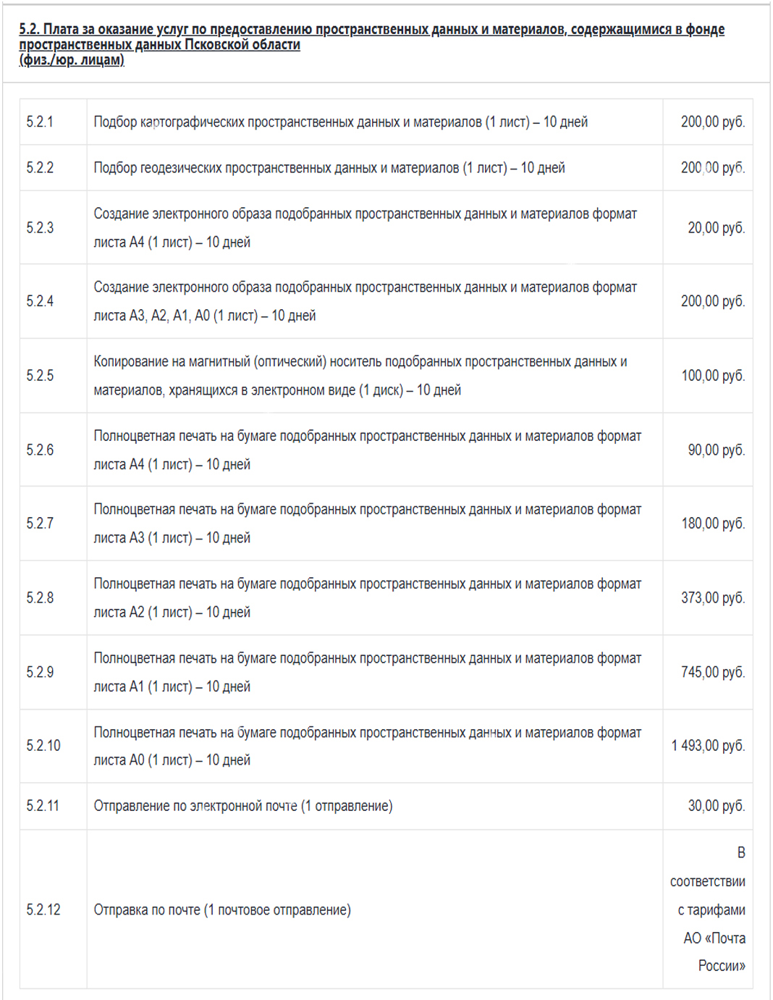 5.2. Плата за оказание услуг по предоставлению пространственных данных и материалов, содержащимися в фонде
пространственных данных Псковской области
(физ./юр. лицам)
5.2.1 Подбор картографических пространственных данных и материалов (1 лист) – 10 дней 200,00 руб.
5.2.2 Подбор геодезических пространственных данных и материалов (1 лист) – 10 дней 200,00 руб.
5.2.3 Создание электронного образа подобранных пространственных данных и материалов формат
листа А4 (1 лист) – 10 дней 20,00 руб.
5.2.4 Создание электронного образа подобранных пространственных данных и материалов формат
листа А3, А2, А1, А0 (1 лист) – 10 дней 200,00 руб.
5.2.5 Копирование на магнитный (оптический) носитель подобранных пространственных данных и
материалов, хранящихся в электронном виде (1 диск) – 10 дней 100,00 руб.
5.2.6 Полноцветная печать на бумаге подобранных пространственных данных и материалов формат
листа А4 (1 лист) – 10 дней 90,00 руб.
5.2.7 Полноцветная печать на бумаге подобранных пространственных данных и материалов формат
листа А3 (1 лист) – 10 дней 180,00 руб.
5.2.8 Полноцветная печать на бумаге подобранных пространственных данных и материалов формат
листа А2 (1 лист) – 10 дней 373,00 руб.
5.2.9 Полноцветная печать на бумаге подобранных пространственных данных и материалов формат
листа А1 (1 лист) – 10 дней 745,00 руб.
5.2.10 Полноцветная печать на бумаге подобранных пространственных данных и материалов формат
листа А0 (1 лист) – 10 дней 1 493,00 руб.
5.2.11 Отправление по электронной почте (1 отправление) 30,00 руб.
5.2.12 Отправка по почте (1 почтовое отправление)
В
соответствии
с тарифами
АО «Почта
России»